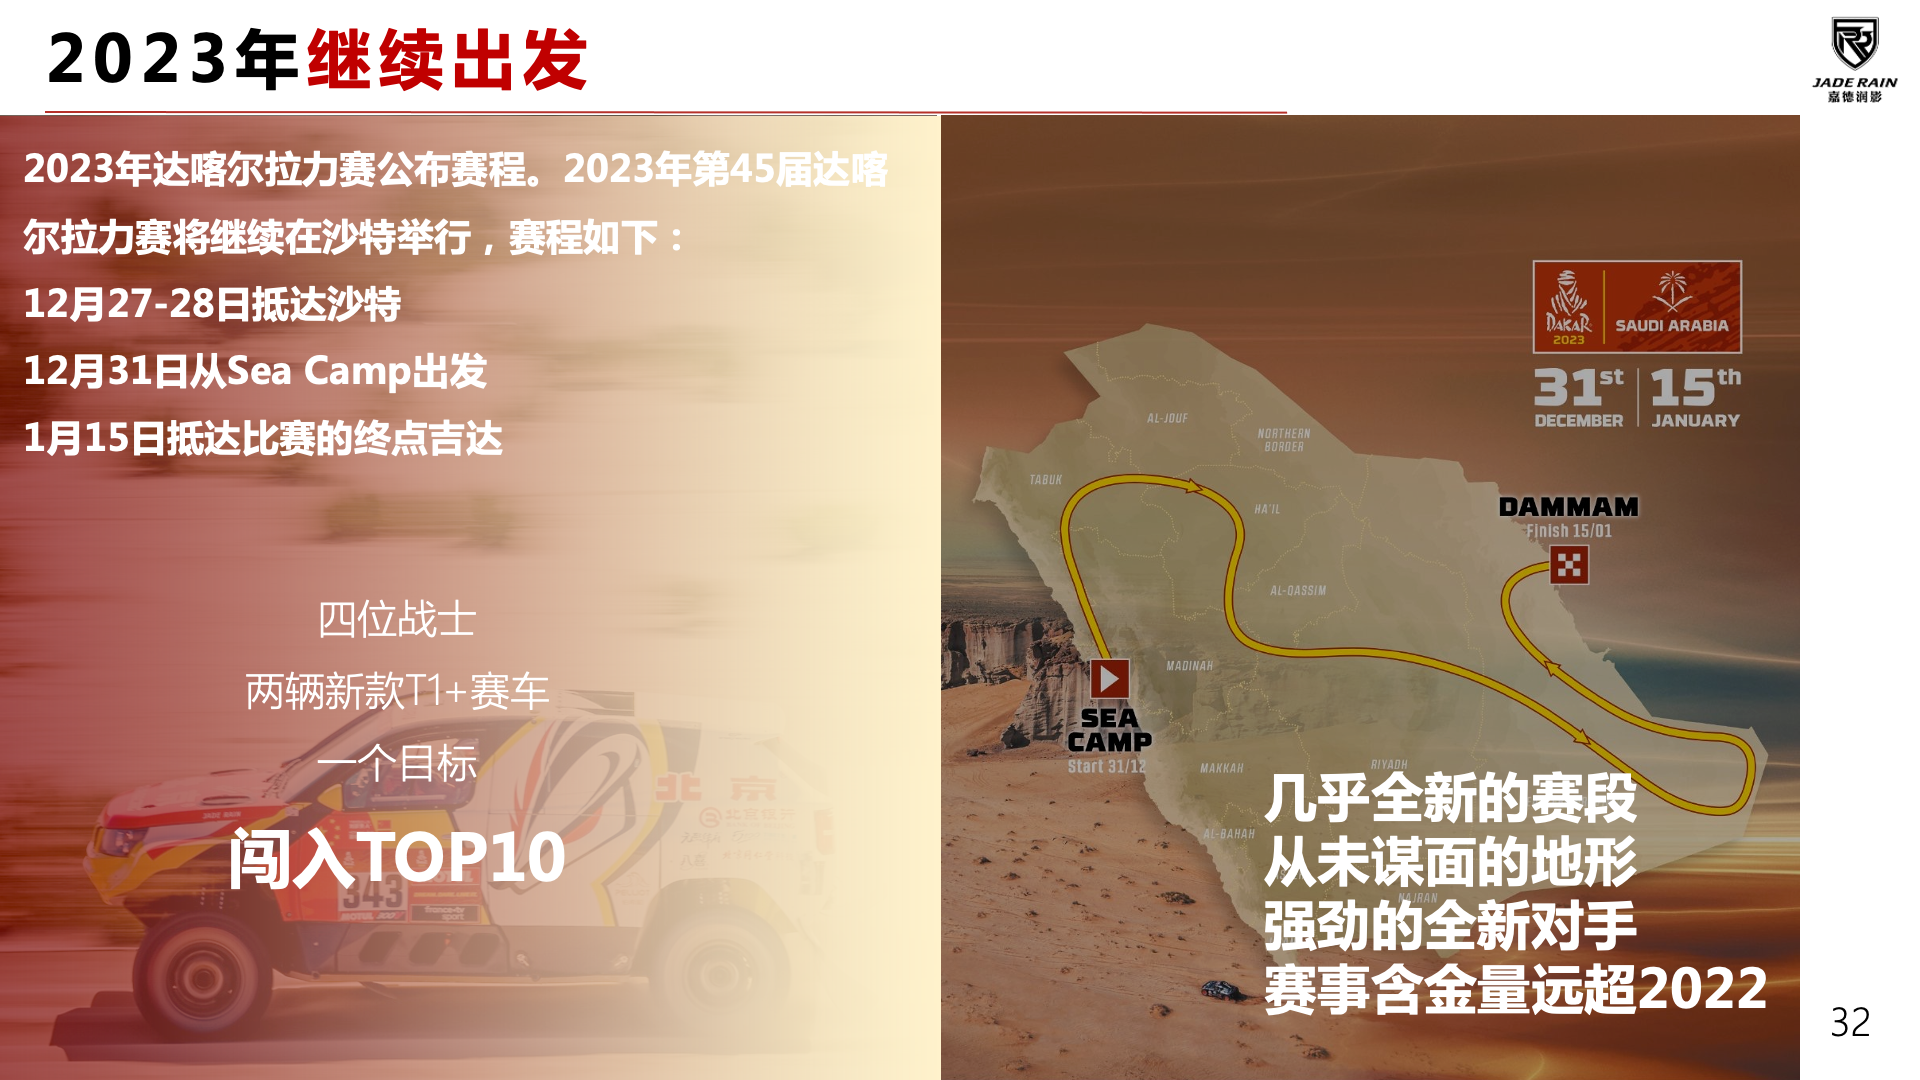 2023年继续出发
JADE RAIN
嘉德润影
2023年达喀尔拉力赛公布赛程。2023年第45届达喀
尔拉力赛将继续在沙特举行，赛程如下：
12月27-28日抵达沙特
12月31日从Sea Camp出发
1月15日抵达比赛的终点吉达
四位战士
两辆新款T1+赛车
一个目标
闯入TOP10
北京
JADE RAIN
343
MOTUL
DAKAR
2023
SAUDI ARABIA
31st
DECEMBER
15th
JANUARY
AL-JOUF
NORTHERN
BORDER
TABUK
HA'IL
DAMMAM
Finish 15/01
AL-QASSIM
MADINAH
SEA
CAMP
Start 31/12
MAKKAH
RIYADH
AL-BAHAH
NAJRAN
几乎全新的赛段
从未谋面的地形
强劲的全新对手
赛事含金量远超2022
32